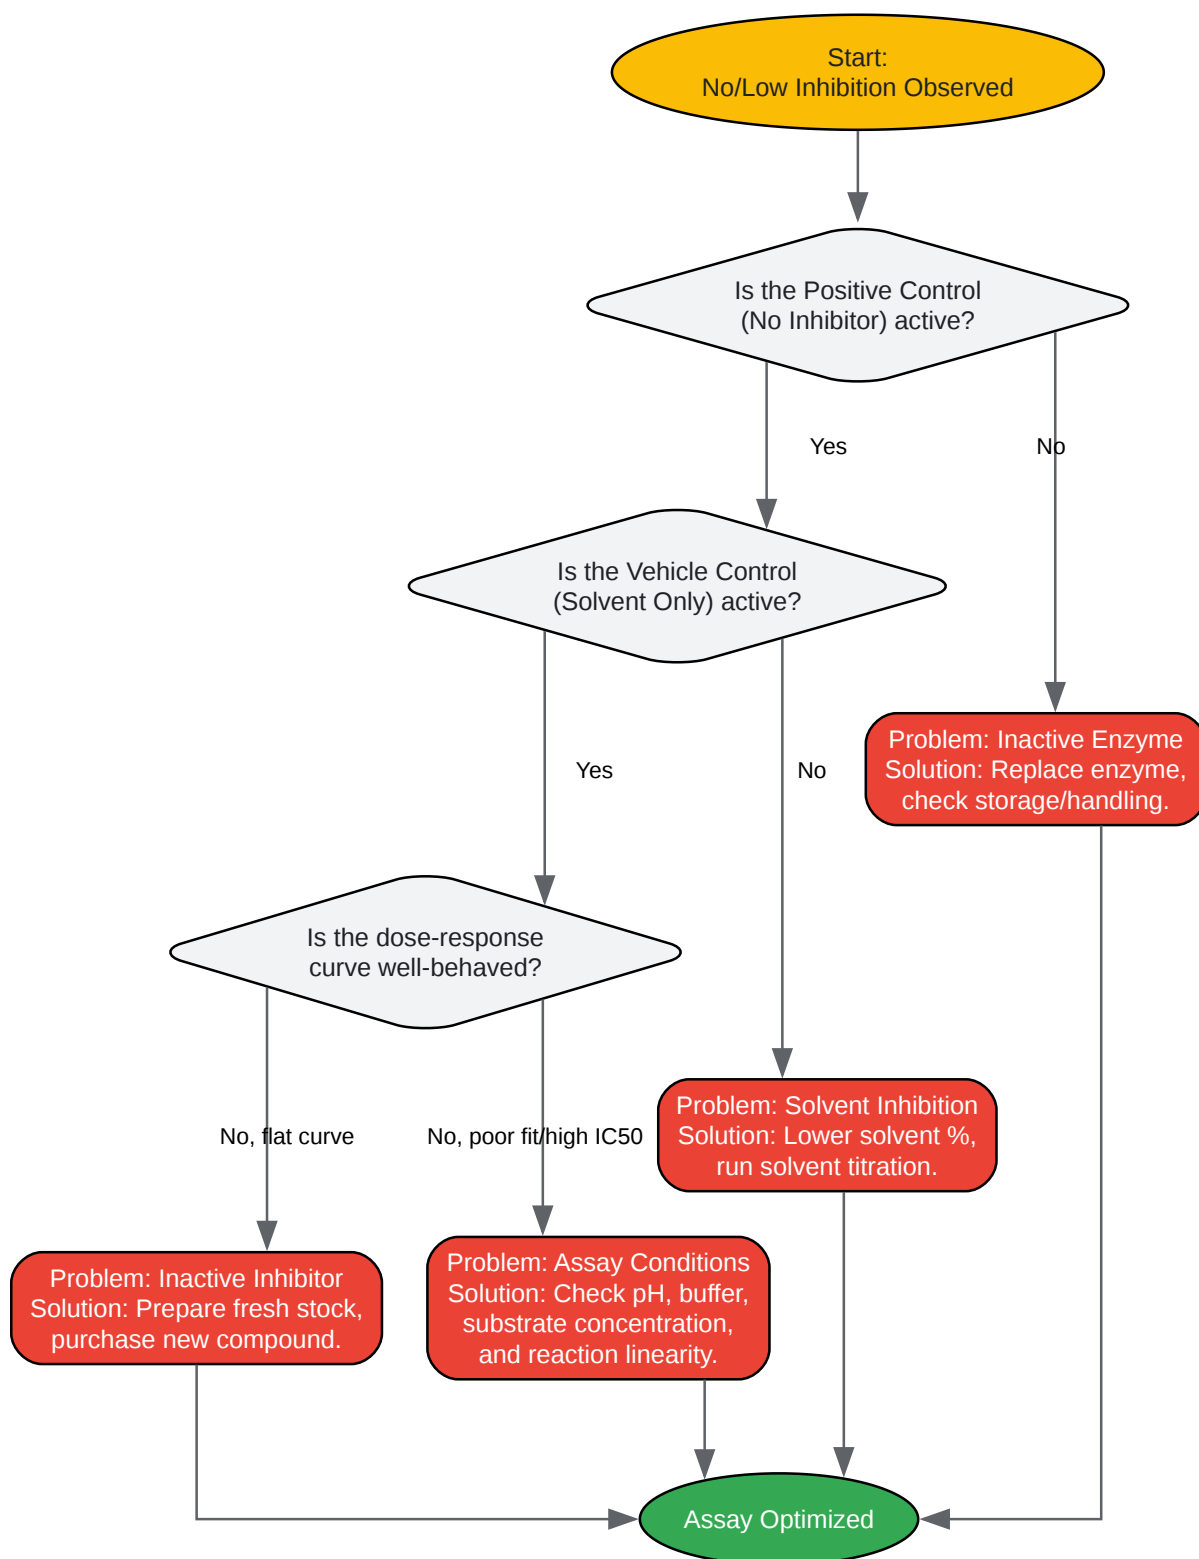 Start:
No/Low Inhibition Observed
Is the Positive Control
(No Inhibitor) active?
Yes
No
Is the Vehicle Control
(Solvent Only) active?
Problem: Inactive Enzyme
Solution: Replace enzyme,
check storage/handling.
Yes
No
Is the dose-response
curve well-behaved?
Problem: Solvent Inhibition
Solution: Lower solvent %,
run solvent titration.
No, flat curve
No, poor fit/high IC50
Problem: Inactive Inhibitor
Solution: Prepare fresh stock,
purchase new compound.
Problem: Assay Conditions
Solution: Check pH, buffer,
substrate concentration,
and reaction linearity.
Assay Optimized